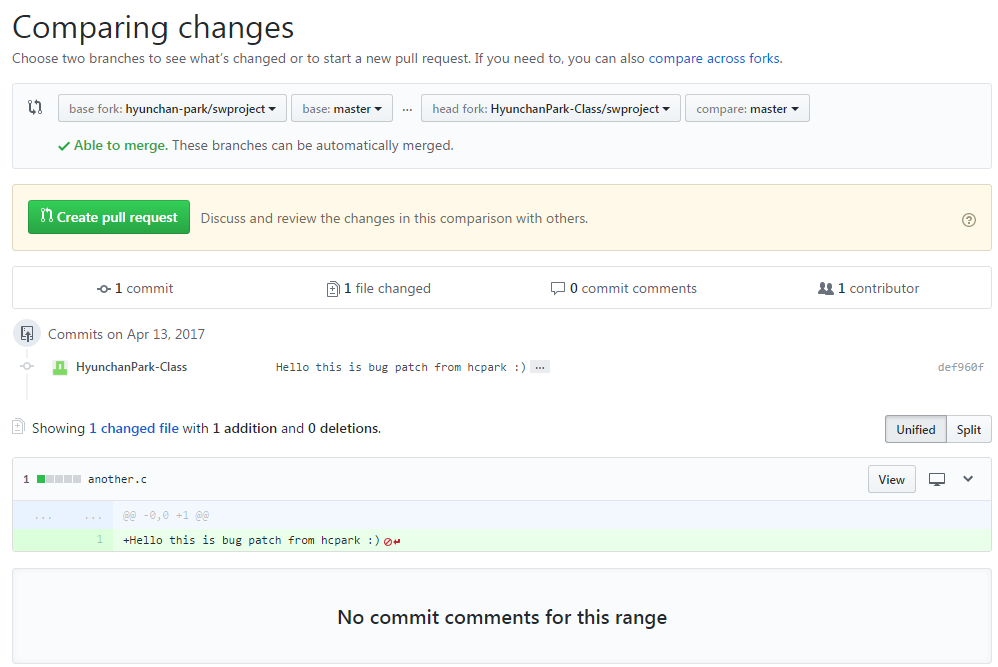 Comparing changes
Choose two branches to see what's changed or to start a new pull request. If you need to, you can also compare across forks.
base fork: hyunchan-park/swproject base: master ... head fork: HyunchanPark-Class/swproject compare: master
Able to merge. These branches can be automatically merged.
Create pull request Discuss and review the changes in this comparison with others. ?
1 commit 1 file changed 0 commit comments 1 contributor
Commits on Apr 13, 2017
HyunchanPark-Class Hello this is bug patch from hcpark :) … def960f
Showing 1 changed file with 1 addition and 0 deletions. Unified Split
1 another.c View
... ... @@ -0,0 +1 @@
1 +Hello this is bug patch from hcpark :)
No commit comments for this range